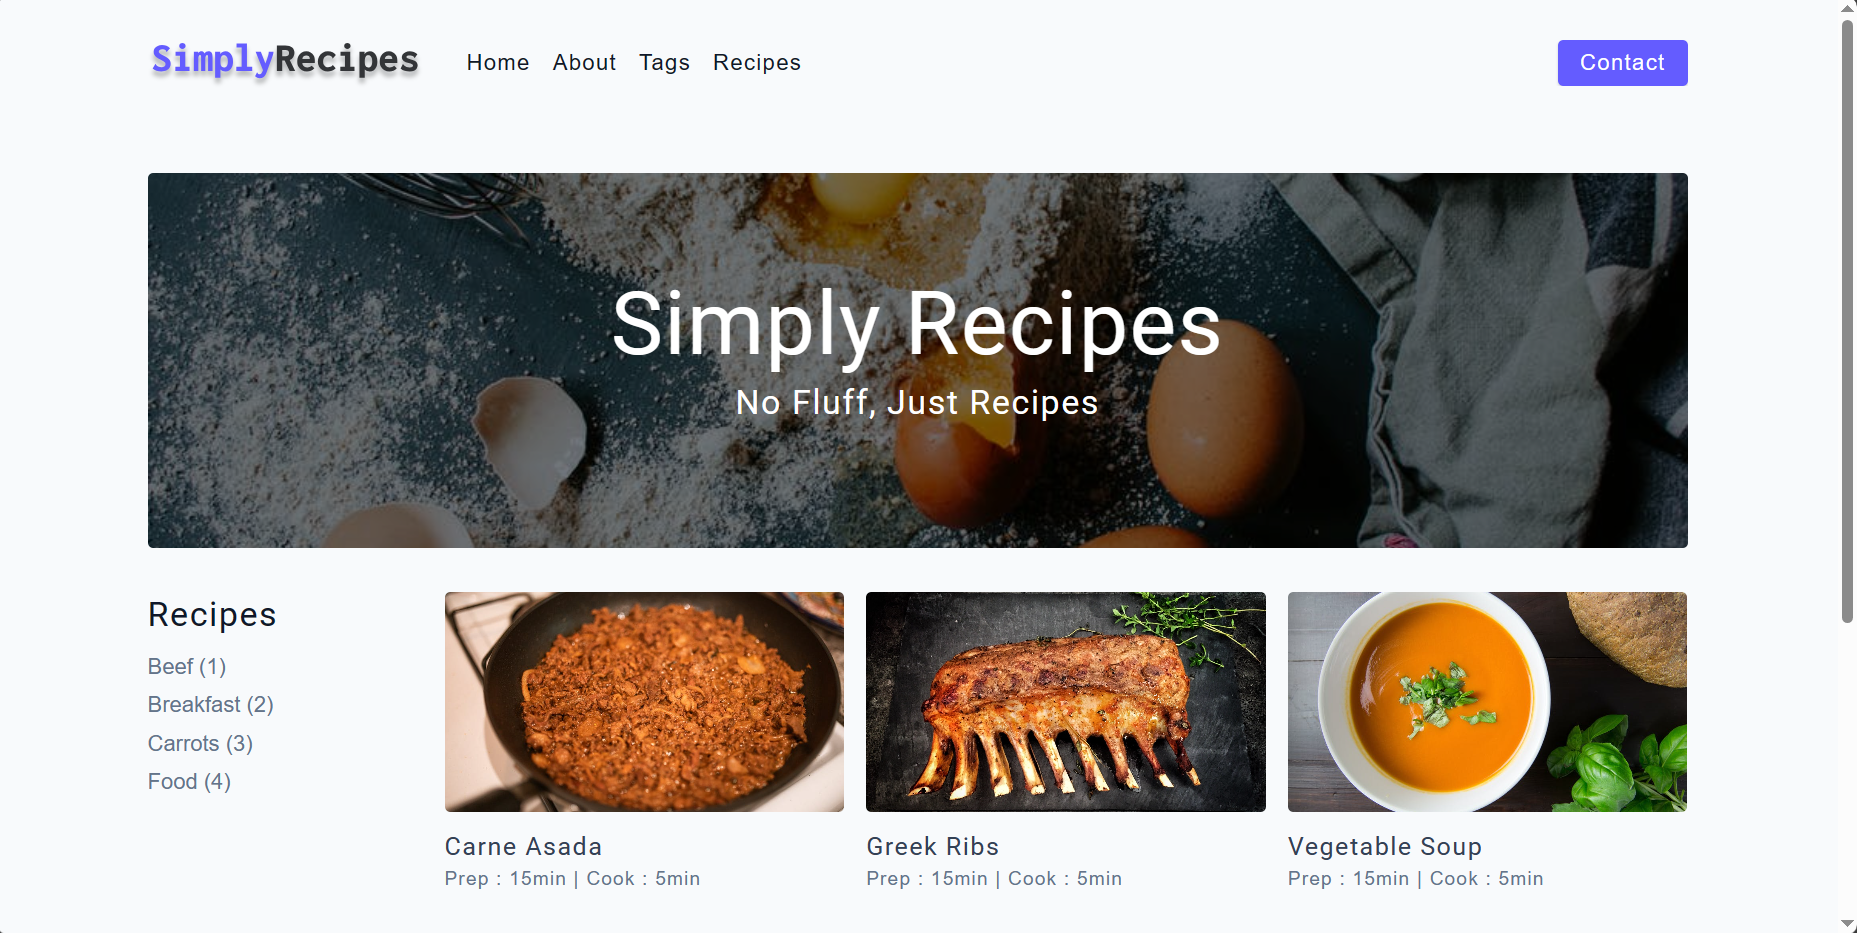 SimplyRecipes Home About Tags Recipes Contact
Simply Recipes
No Fluff, Just Recipes
Recipes
Beef (1)
Breakfast (2)
Carrots (3)
Food (4)
Carne Asada
Prep : 15min | Cook : 5min
Greek Ribs
Prep : 15min | Cook : 5min
Vegetable Soup
Prep : 15min | Cook : 5min